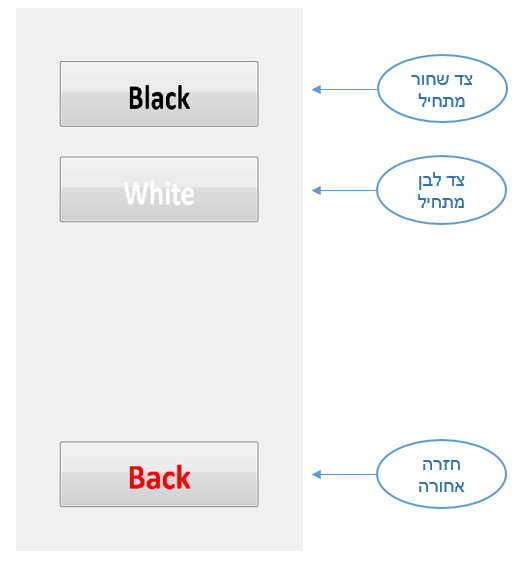 Black
צד שחור
מתחיל
White
צד לבן
מתחיל
Back
חזרה
אחורה